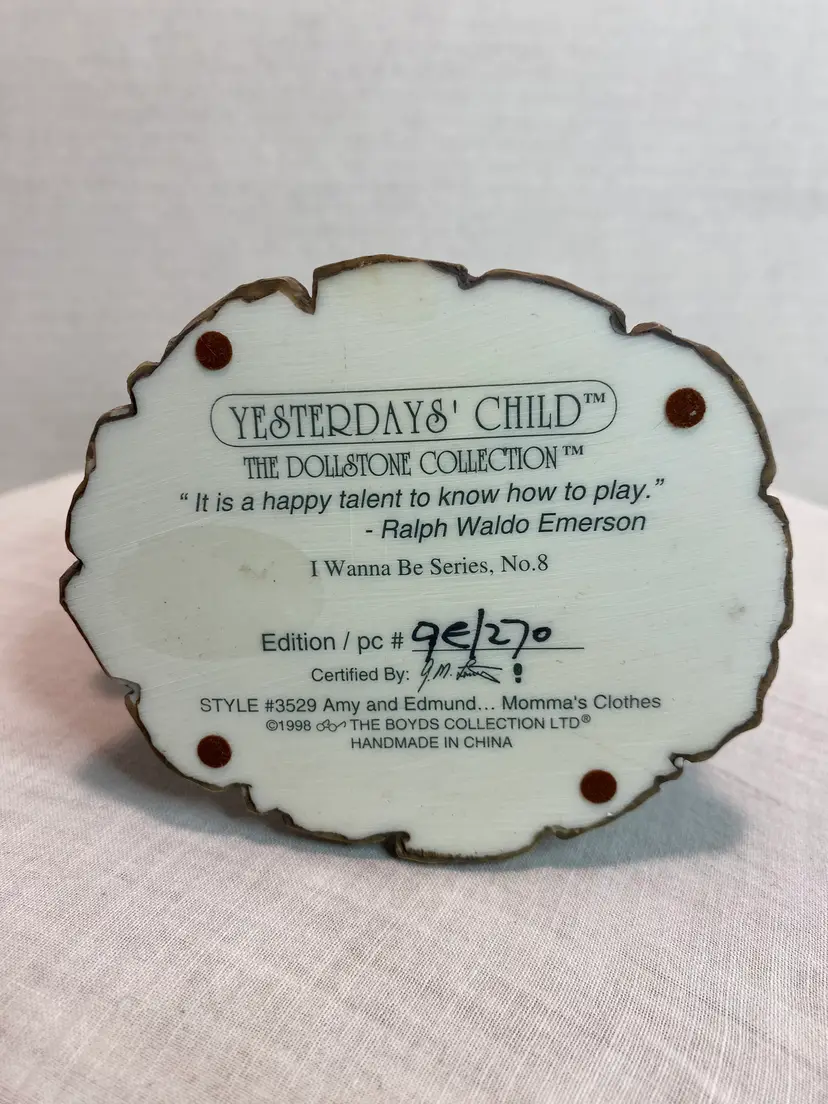 YESTERDAYS' CHILD™
THE DOLLSTONE COLLECTION™
“ It is a happy talent to know how to play.”
- Ralph Waldo Emerson
I Wanna Be Series, No.8
Edition / pc # 9E/270
Certified By:
STYLE #3529 Amy and Edmund... Momma's Clothes
©1998 THE BOYDS COLLECTION LTD®
HANDMADE IN CHINA